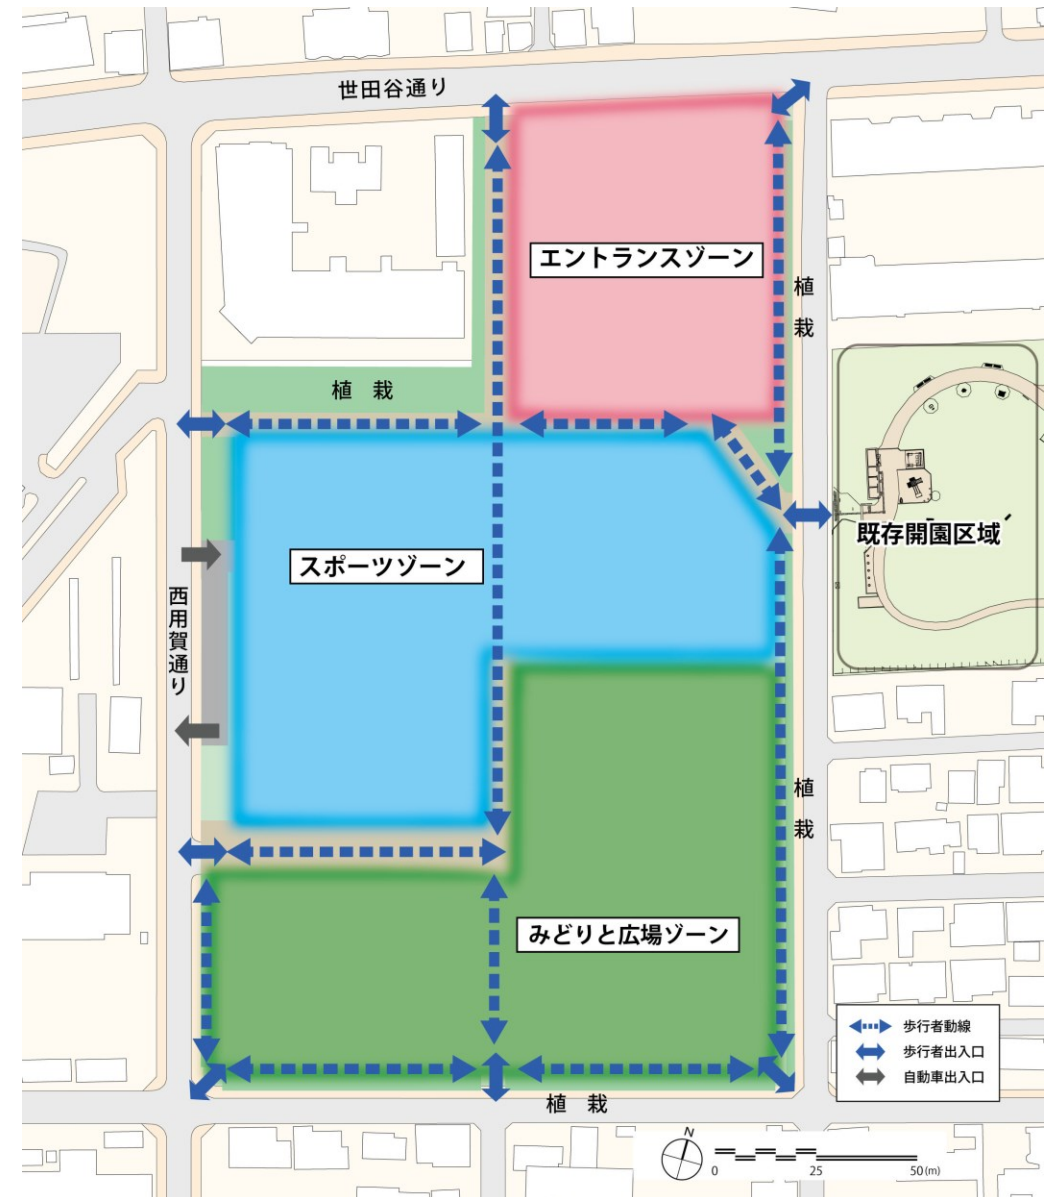 世田谷通り
エントランスゾーン
植栽
植栽
既存開園区域
スポーツゾーン
西用賀通り
植栽
みどりと広場ゾーン
植栽
歩行者動線
歩行者出入口
自動車出入口
N
0 25 50(m)